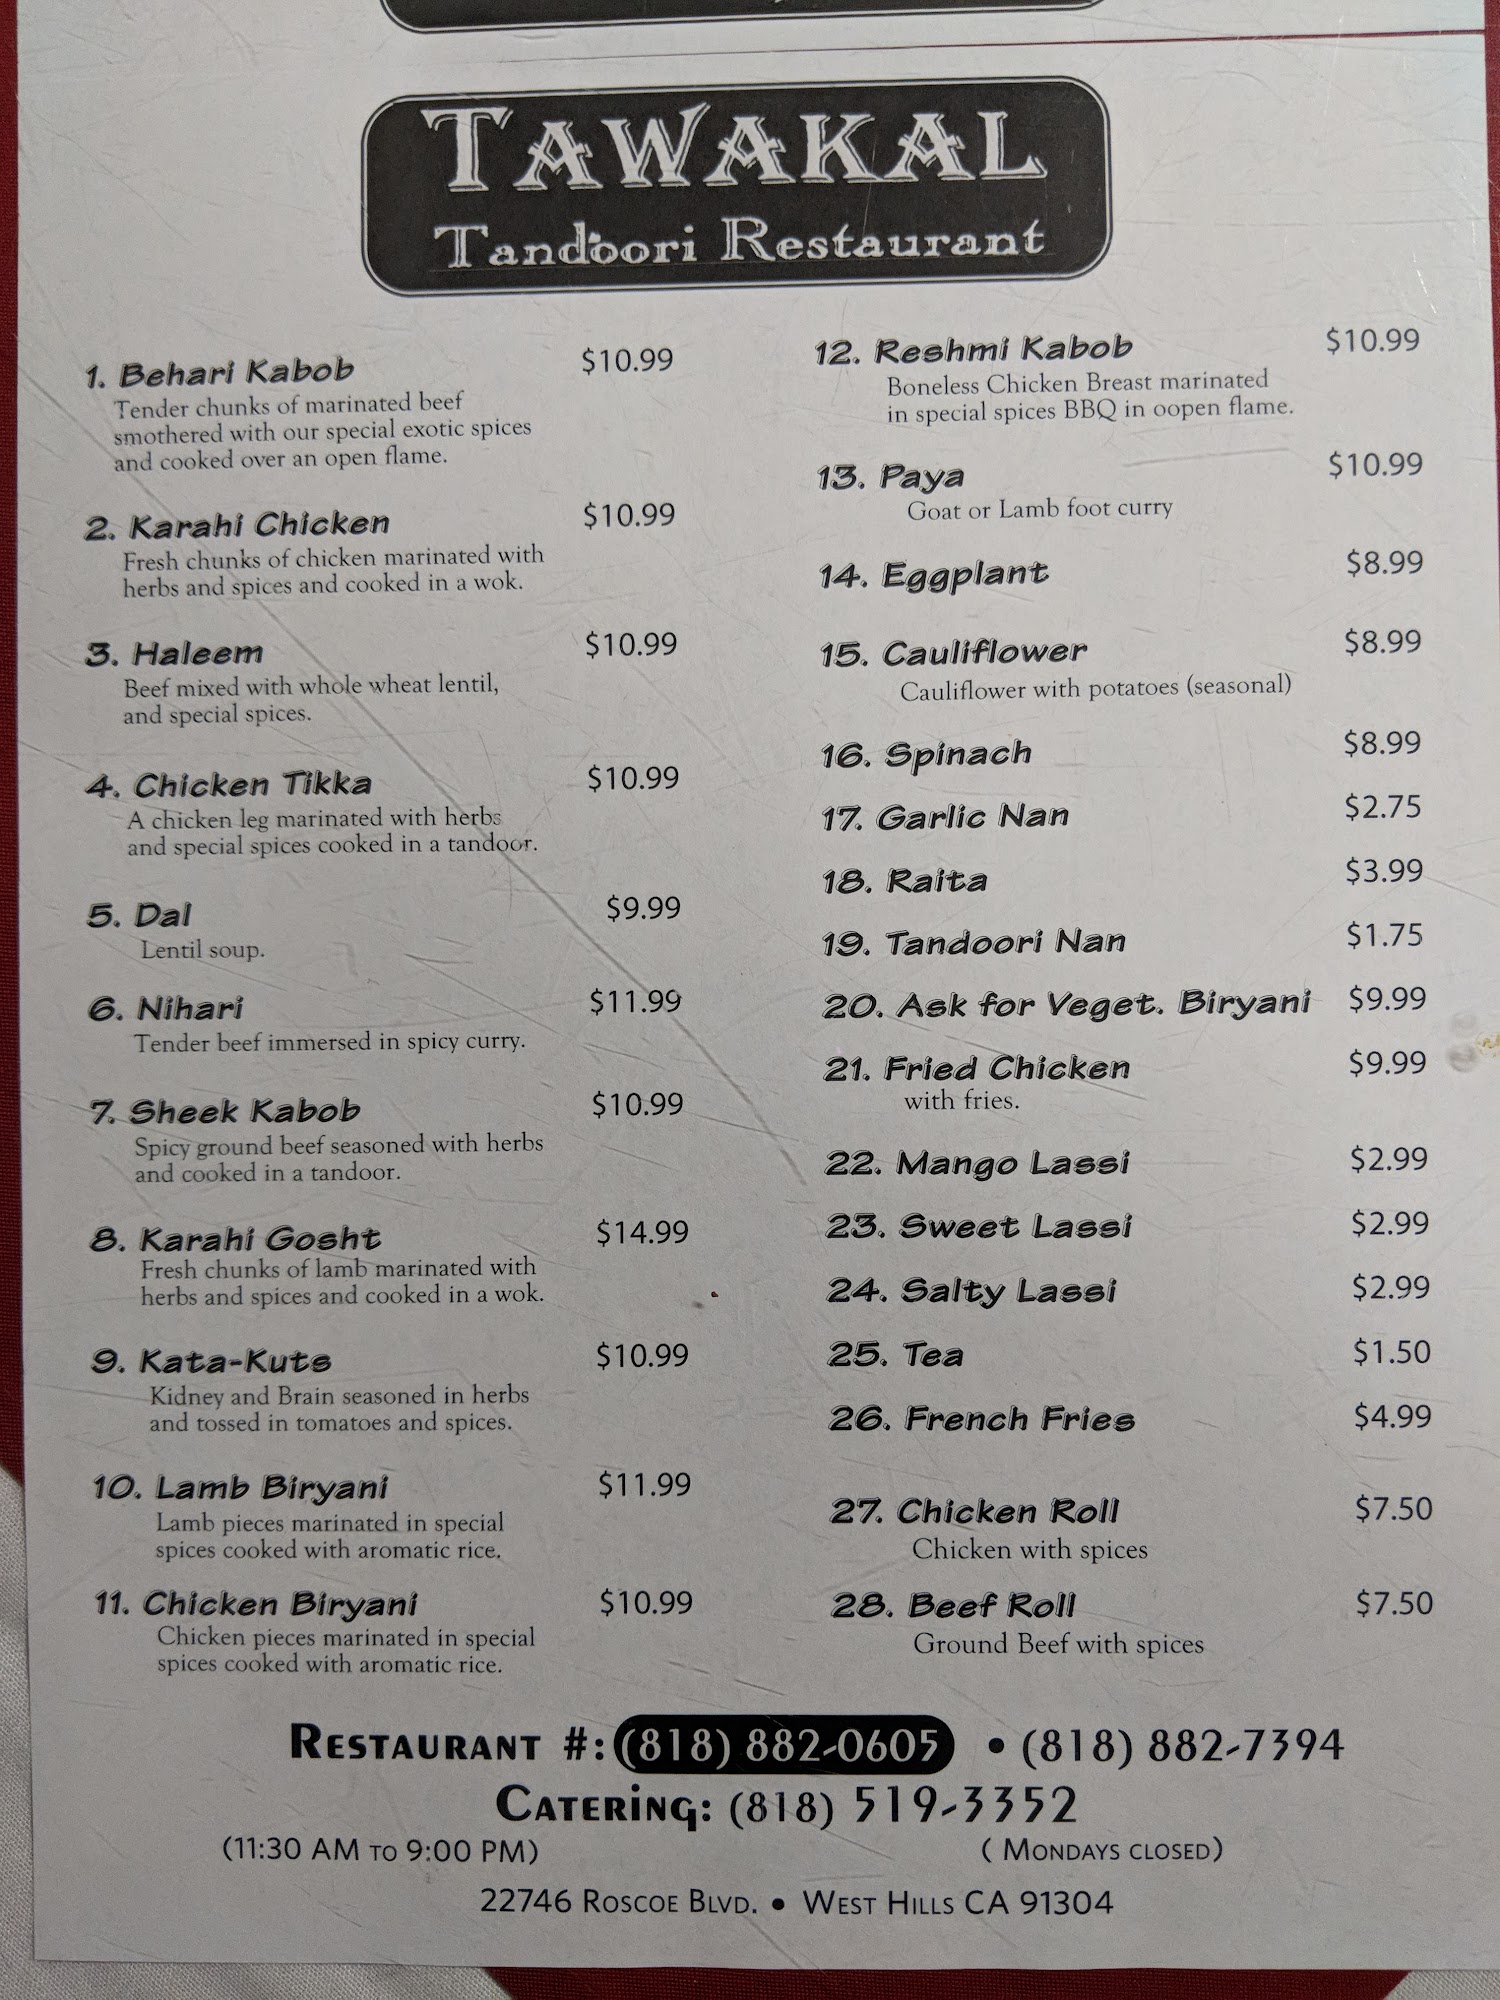 TAWAKAL
Tandoori Restaurant
1. Behari Kabob $10.99
Tender chunks of marinated beef
smothered with our special exotic spices
and cooked over an open flame.
2. Karahi Chicken $10.99
Fresh chunks of chicken marinated with
herbs and spices and cooked in a wok.
3. Haleem $10.99
Beef mixed with whole wheat lentil,
and special spices.
4. Chicken Tikka $10.99
A chicken leg marinated with herbs
and special spices cooked in a tandoor.
5. Dal $9.99
Lentil soup.
6. Nihari $11.99
Tender beef immersed in spicy curry.
7. Sheek Kabob $10.99
Spicy ground beef seasoned with herbs
and cooked in a tandoor.
8. Karahi Gosht $14.99
Fresh chunks of lamb marinated with
herbs and spices and cooked in a wok.
9. Kata-Kuts $10.99
Kidney and Brain seasoned in herbs
and tossed in tomatoes and spices.
10. Lamb Biryani $11.99
Lamb pieces marinated in special
spices cooked with aromatic rice.
11. Chicken Biryani $10.99
Chicken pieces marinated in special
spices cooked with aromatic rice.
12. Reshmi Kabob $10.99
Boneless Chicken Breast marinated
in special spices BBQ in oopen flame.
13. Paya $10.99
Goat or Lamb foot curry
14. Eggplant $8.99
15. Cauliflower $8.99
Cauliflower with potatoes (seasonal)
16. Spinach $8.99
17. Garlic Nan $2.75
18. Raita $3.99
19. Tandoori Nan $1.75
20. Ask for Veget. Biryani $9.99
21. Fried Chicken $9.99
with fries.
22. Mango Lassi $2.99
23. Sweet Lassi $2.99
24. Salty Lassi $2.99
25. Tea $1.50
26. French Fries $4.99
27. Chicken Roll $7.50
Chicken with spices
28. Beef Roll $7.50
Ground Beef with spices
RESTAURANT #: (818) 882-0605 • (818) 882-7394
CATERING: (818) 519-3352
(11:30 AM TO 9:00 PM) ( MONDAYS CLOSED)
22746 ROSCOE BLVD. • WEST HILLS CA 91304